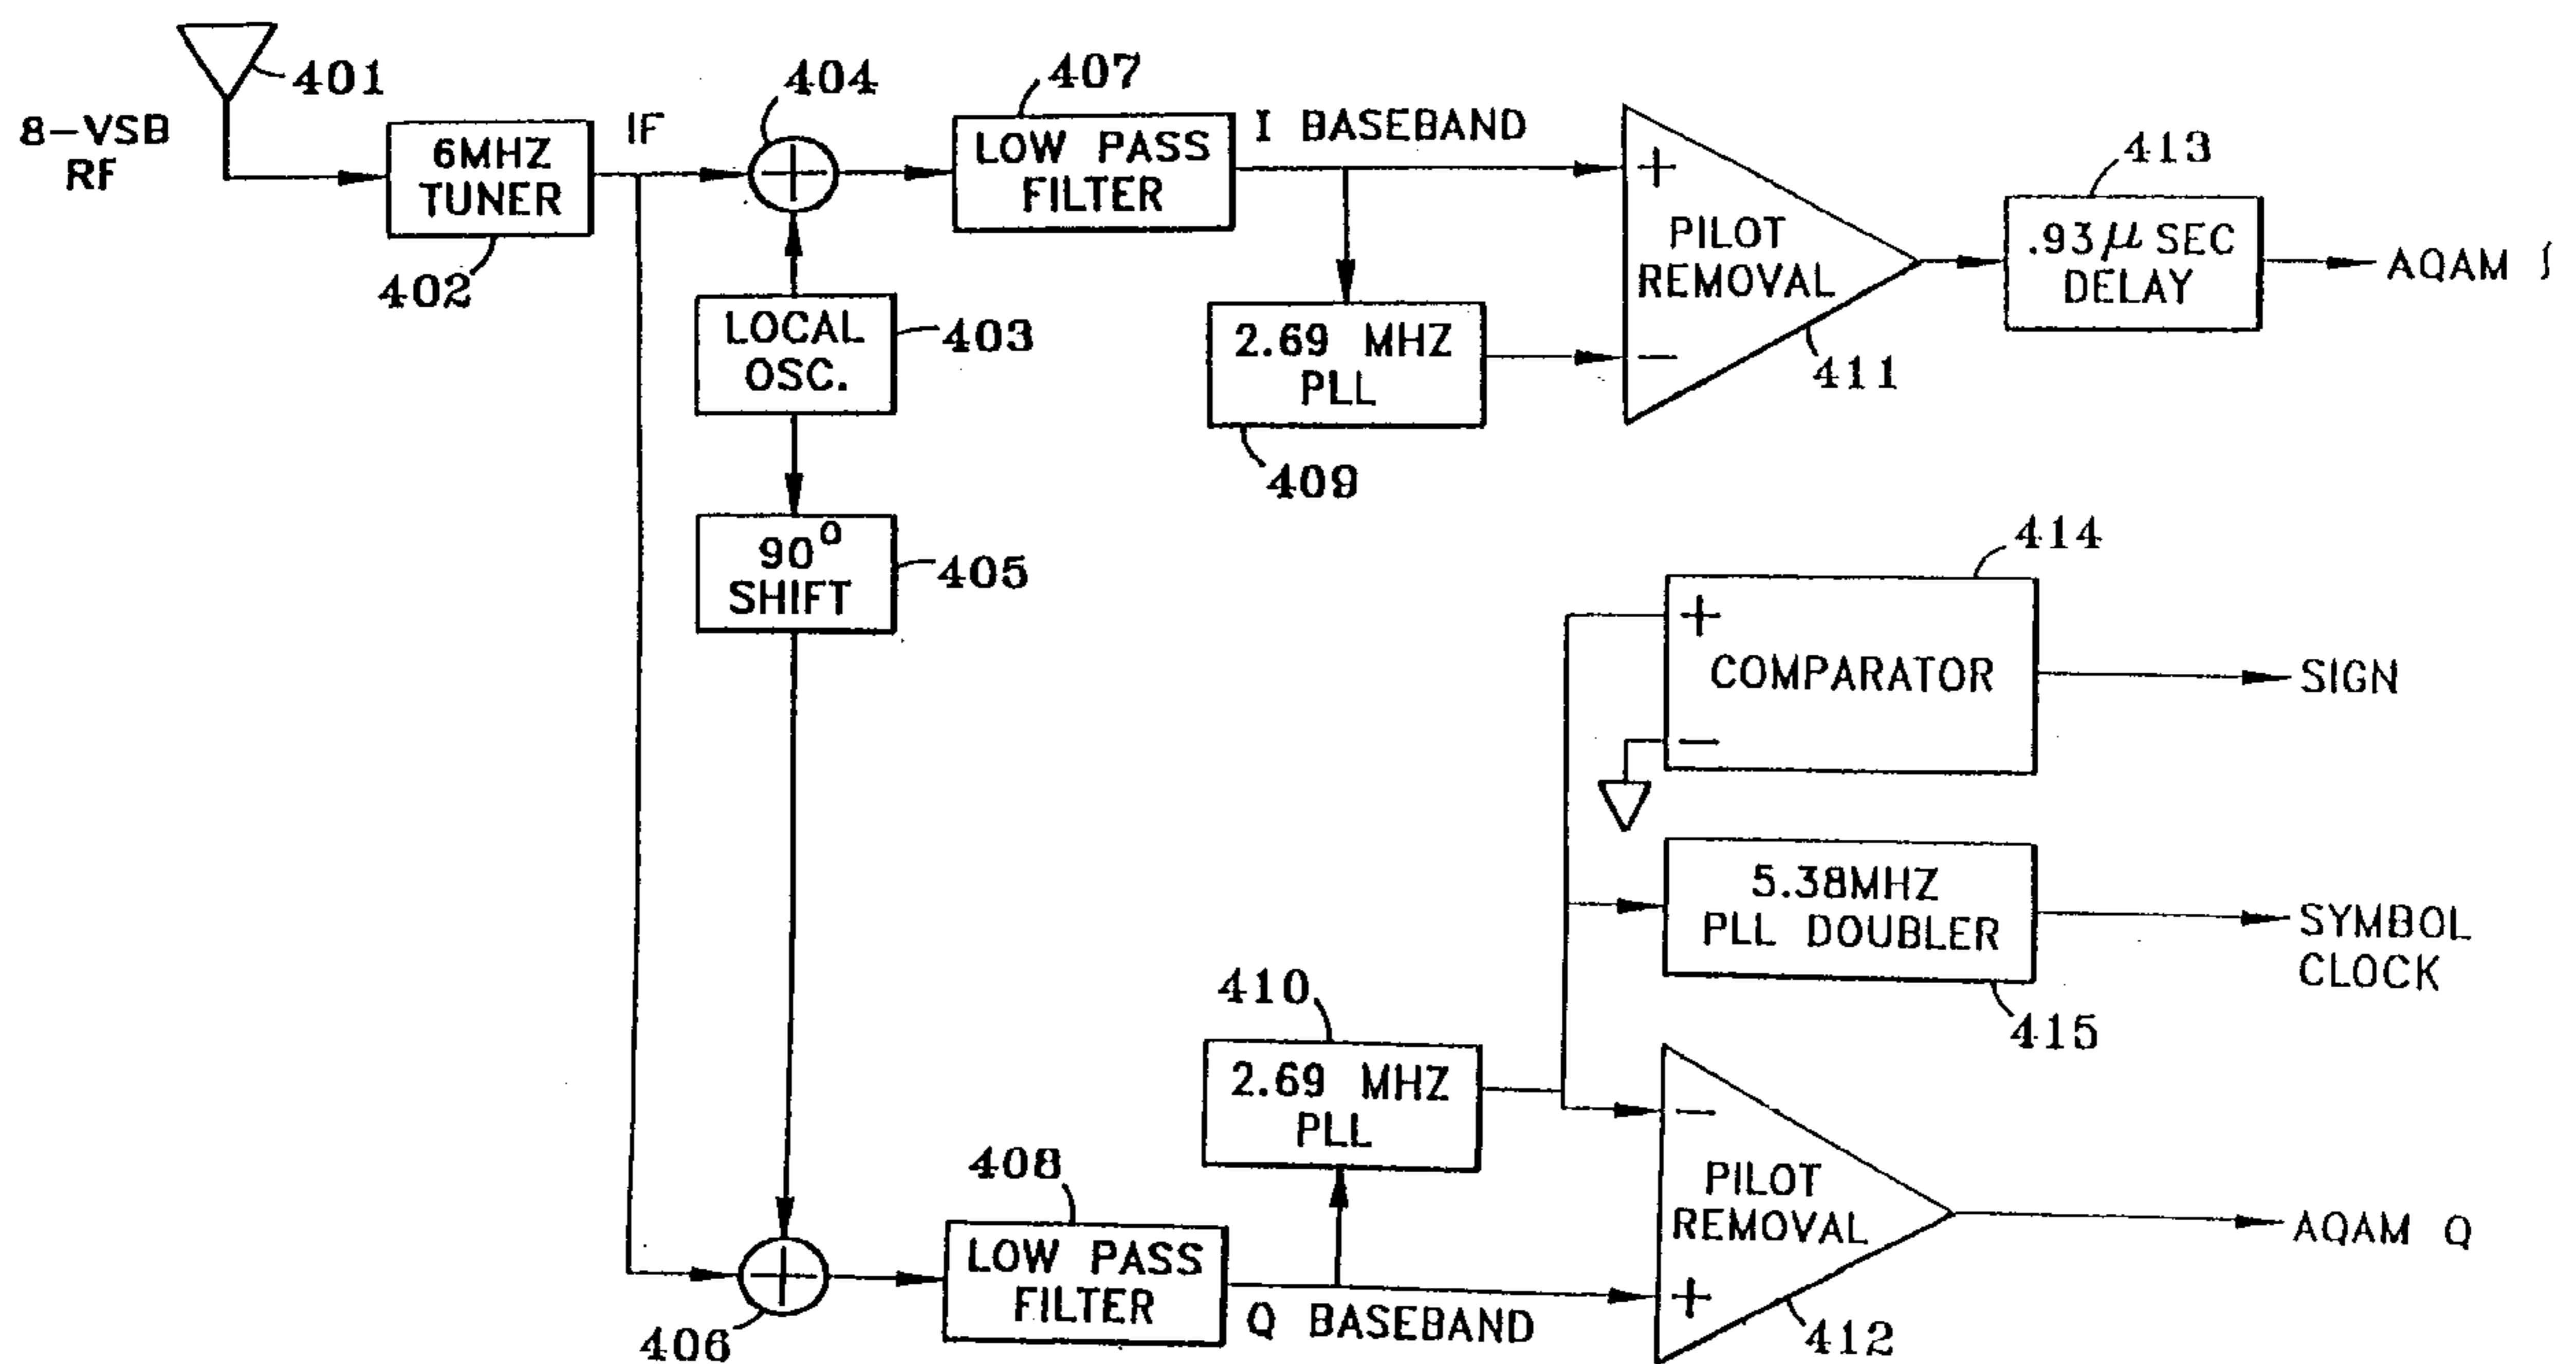 8-VSB
RF
401
6MHZ
TUNER
402
IF
404
LOCAL
OSC.
403
90°
SHIFT
405
407
LOW PASS
FILTER
I BASEBAND
2.69 MHZ
PLL
409
+
PILOT
REMOVAL
−
411
413
.93μ SEC
DELAY
AQAM
414
+
COMPARATOR
−
SIGN
5.38MHZ
PLL DOUBLER
415
SYMBOL
CLOCK
410
2.69 MHZ
PLL
406
408
LOW PASS
FILTER
Q BASEBAND
−
PILOT
REMOVAL
+
412
AQAM Q